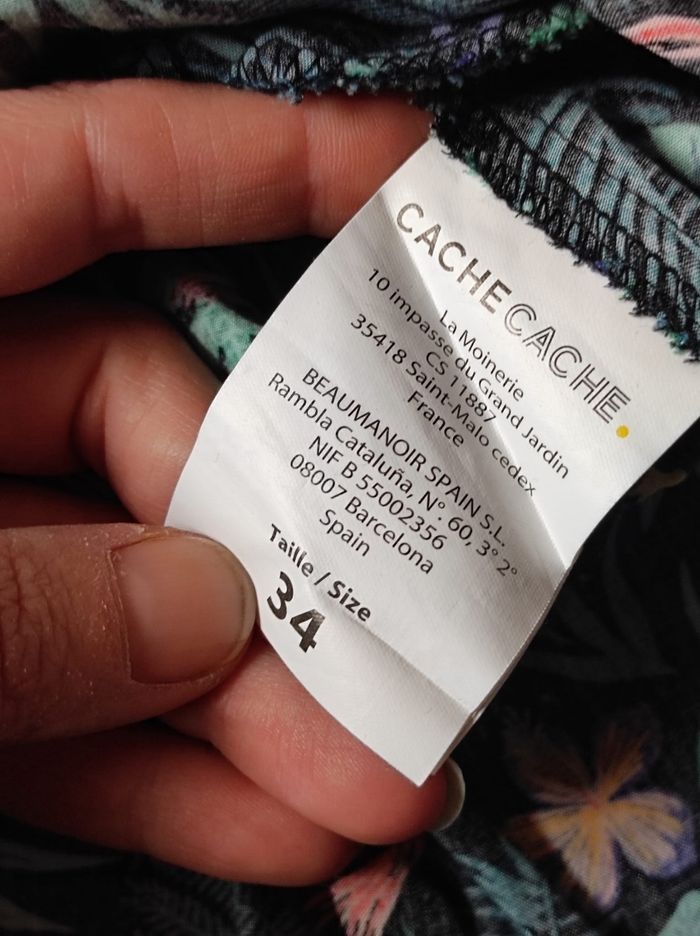 CACHECACHE.
La Moinerie
10 impasse du Grand Jardin
CS 11887
35418 Saint-Malo cedex
France
BEAUMANOIR SPAIN S.L.
Rambla Cataluña, Nº. 60, 3° 2°
NIF B 55002356
08007 Barcelona
Spain
Taille / Size
34